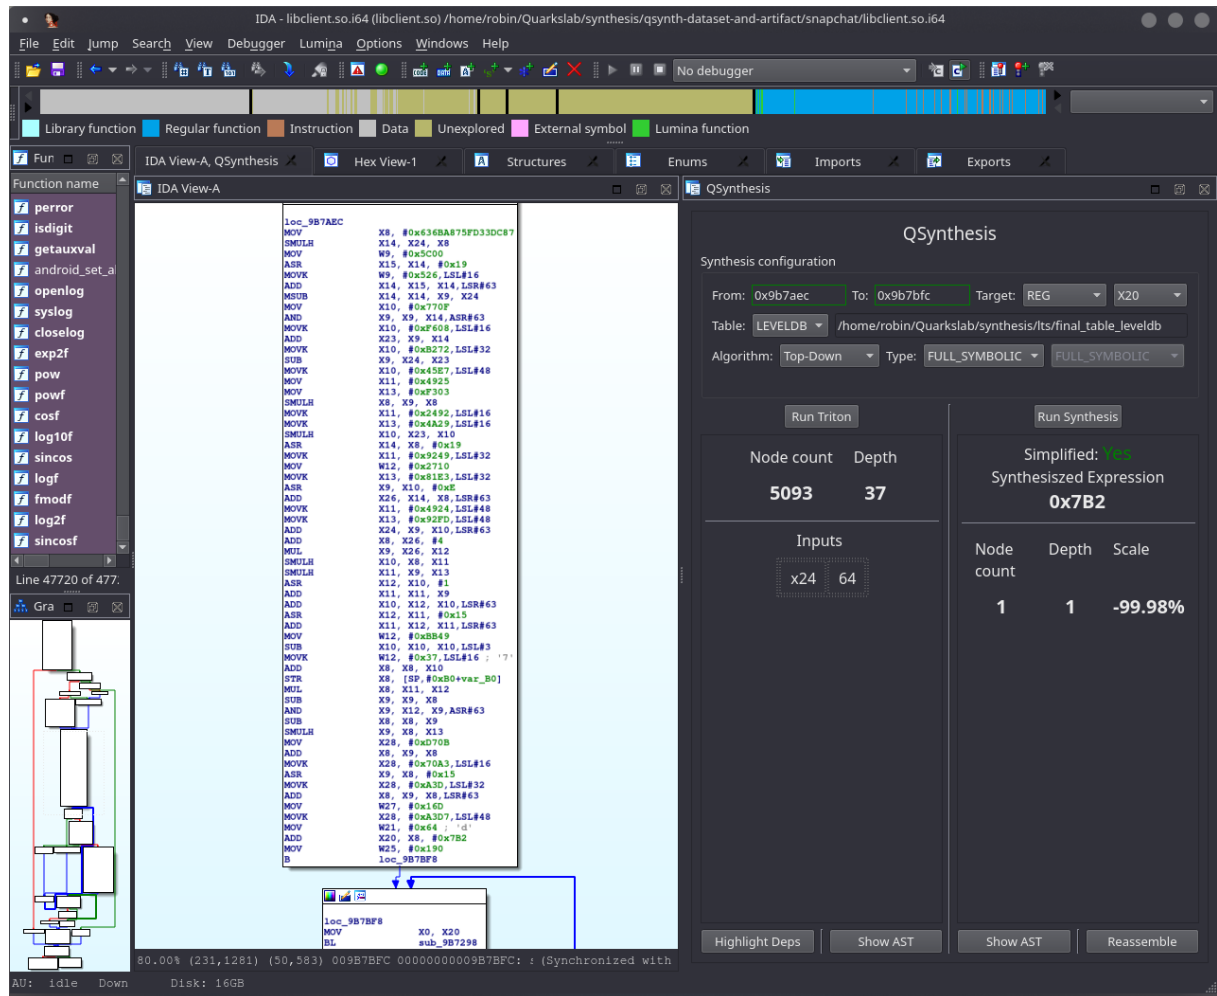 IDA - libclient.so.i64 (libclient.so) /home/robin/Quarkslab/synthesis/qsynth-dataset-and-artifact/snapchat/libclient.so.i64
File Edit Jump Search View Debugger Lumina Options Windows Help
No debugger
Library function Regular function Instruction Data Unexplored External symbol Lumina function
Fun
IDA View-A, QSynthesis Hex View-1 Structures Enums Imports Exports
Function name
perror
isdigit
getauxval
android_set_a
openlog
syslog
closelog
exp2f
pow
powf
cosf
log10f
sincos
logf
fmodf
log2f
sincosf
Line 47720 of 477
Gra
IDA View-A
loc_9B7AEC
MOV X8, #0x636BA875FD33DC87
SMULH X14, X24, X8
MOV W9, #0x5C00
ASR X15, X14, #0x19
MOVK W9, #0x526,LSL#16
ADD X14, X15, X14,LSR#63
MSUB X14, X14, X9, X24
MOV X10, #0x770F
AND X9, X9, X14,ASR#63
MOVK X10, #0xF608,LSL#16
ADD X23, X9, X14
MOVK X10, #0xB272,LSL#32
SUB X9, X24, X23
MOVK X10, #0x45E7,LSL#48
MOV X11, #0x4925
MOV X13, #0xF303
SMULH X8, X9, X8
MOVK X11, #0x2492,LSL#16
MOVK X13, #0x4A29,LSL#16
SMULH X10, X23, X10
ASR X14, X8, #0x19
MOVK X11, #0x9249,LSL#32
MOV W12, #0x2710
MOVK X13, #0x81E3,LSL#32
ASR X9, X10, #0xE
ADD X26, X14, X8,LSR#63
MOVK X11, #0x4924,LSL#48
MOVK X13, #0x92FD,LSL#48
ADD X24, X9, X10,LSR#63
ADD X8, X26, #4
MUL X9, X26, X12
SMULH X10, X8, X11
SMULH X11, X9, X13
ASR X12, X10, #1
ADD X11, X11, X9
ADD X10, X12, X10,LSR#63
ASR X12, X11, #0x15
ADD X11, X12, X11,LSR#63
MOV W12, #0xBB49
SUB X10, X10, X10,LSL#3
MOVK W12, #0x37,LSL#16 ; '7'
ADD X8, X8, X10
STR X8, [SP,#0xB0+var_B0]
MUL X8, X11, X12
SUB X9, X9, X8
AND X9, X12, X9,ASR#63
SUB X8, X8, X9
SMULH X9, X8, X13
MOV X28, #0xD70B
ADD X8, X9, X8
MOVK X28, #0x70A3,LSL#16
ASR X9, X8, #0x15
MOVK X28, #0xA3D,LSL#32
ADD X8, X9, X8,LSR#63
MOV W27, #0x16D
MOVK X28, #0xA3D7,LSL#48
MOV W21, #0x64 ; 'd'
ADD X20, X8, #0x7B2
MOV W25, #0x190
B loc_9B7BF8
loc_9B7BF8
MOV X0, X20
BL sub_9B7298
80.00% (231,1281) (50,583) 009B7BFC 00000000009B7BFC: : (Synchronized with
QSynthesis
QSynthesis
Synthesis configuration
From: 0x9b7aec To: 0x9b7bfc Target: REG X20
Table: LEVELDB /home/robin/Quarkslab/synthesis/lts/final_table_leveldb
Algorithm: Top-Down Type: FULL_SYMBOLIC FULL_SYMBOLIC
Run Triton
Node count Depth
5093 37
Inputs
x24 64
Highlight Deps Show AST
Run Synthesis
Simplified: Yes
Synthesiszed Expression
0x7B2
Node count Depth Scale
1 1 -99.98%
Show AST Reassemble
AU: idle Down Disk: 16GB